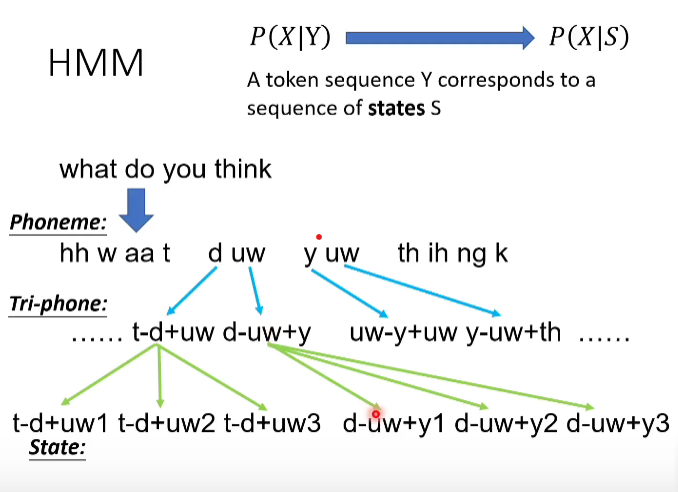 HMM
P(X|Y) P(X|S)
A token sequence Y corresponds to a
sequence of states S
what do you think
Phoneme:
hh w aa t d uw y uw th ih ng k
Tri-phone:
...... t-d+uw d-uw+y uw-y+uw y-uw+th ......
t-d+uw1 t-d+uw2 t-d+uw3 d-uw+y1 d-uw+y2 d-uw+y3
State: